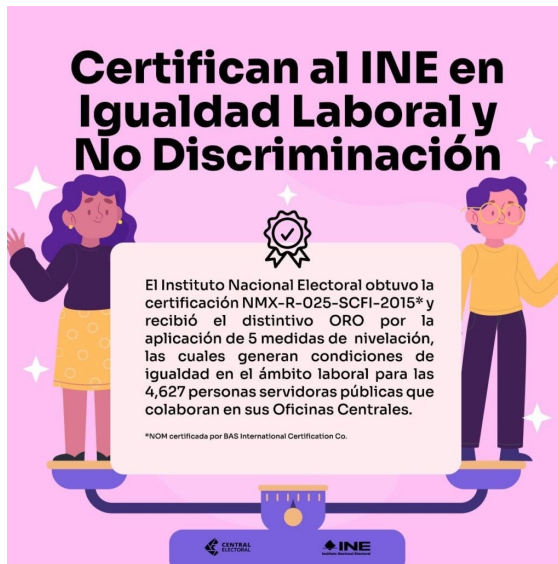 Certifican al INE en
Igualdad Laboral y
No Discriminación
El Instituto Nacional Electoral obtuvo la
certificación NMX-R-025-SCFI-2015* y
recibió el distintivo ORO por la
aplicación de 5 medidas de nivelación,
las cuales generan condiciones de
igualdad en el ámbito laboral para las
4,627 personas servidoras públicas que
colaboran en sus Oficinas Centrales.
*NOM certificada por BAS International Certification Co.
CENTRAL
ELECTORAL
INE
Instituto Nacional Electoral